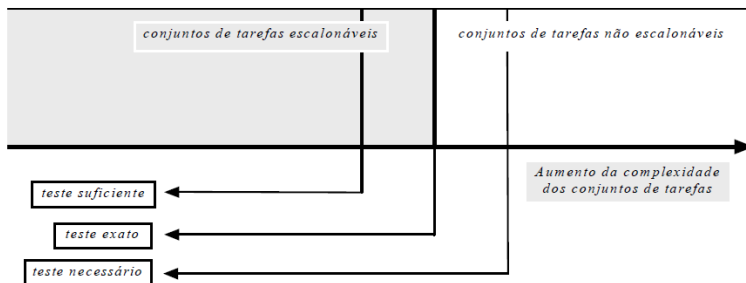 conjuntos de tarefas escalonáveis
conjuntos de tarefas não escalonáveis
Aumento da complexidade
dos conjuntos de tarefas
teste suficiente
teste exato
teste necessário